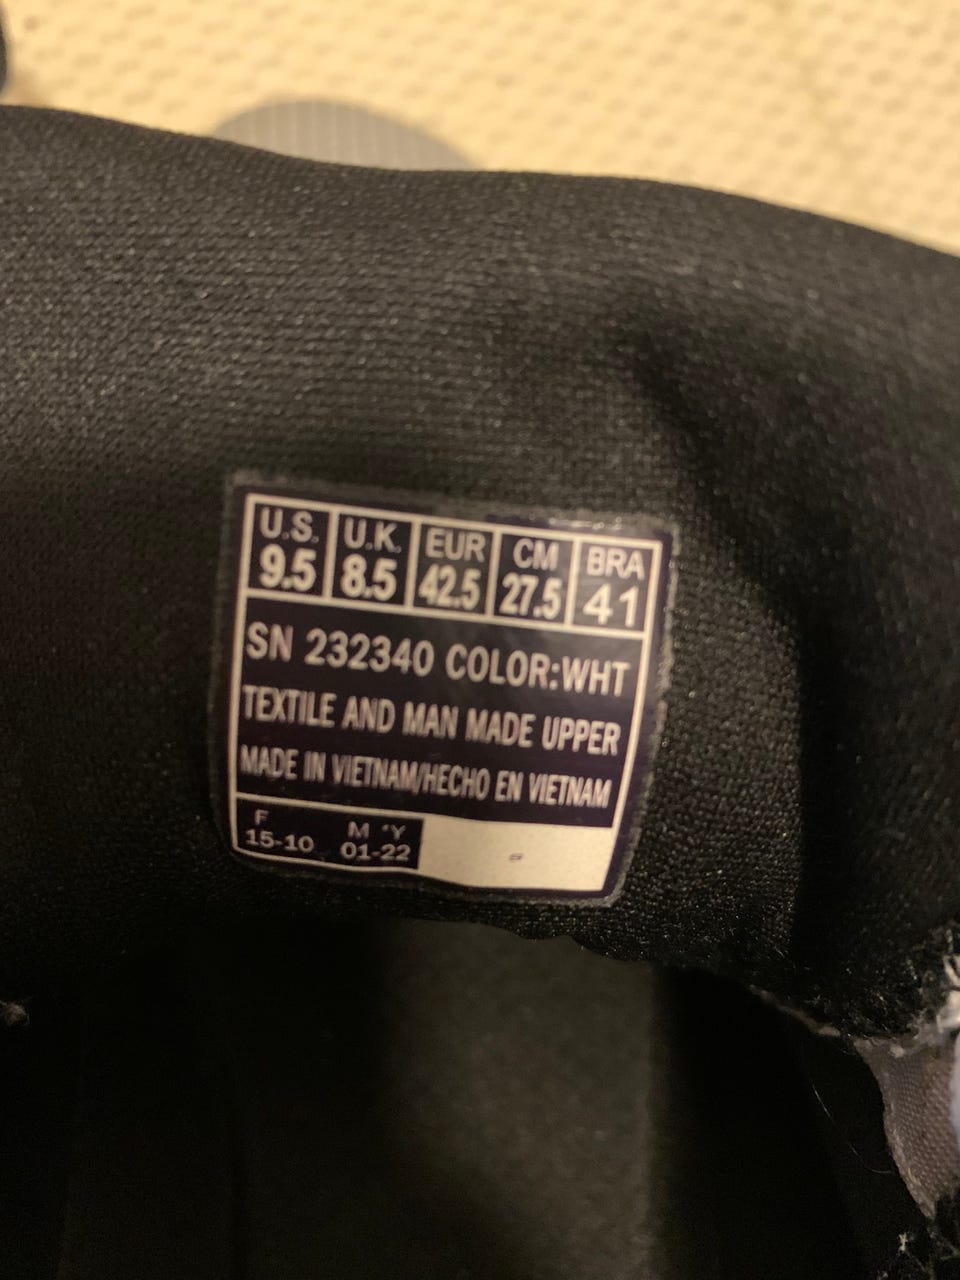 U.S. U.K. EUR CM BRA
9.5 8.5 42.5 27.5 41
SN 232340 COLOR:WHT
TEXTILE AND MAN MADE UPPER
MADE IN VIETNAM/HECHO EN VIETNAM
F M 'Y
15-10 01-22